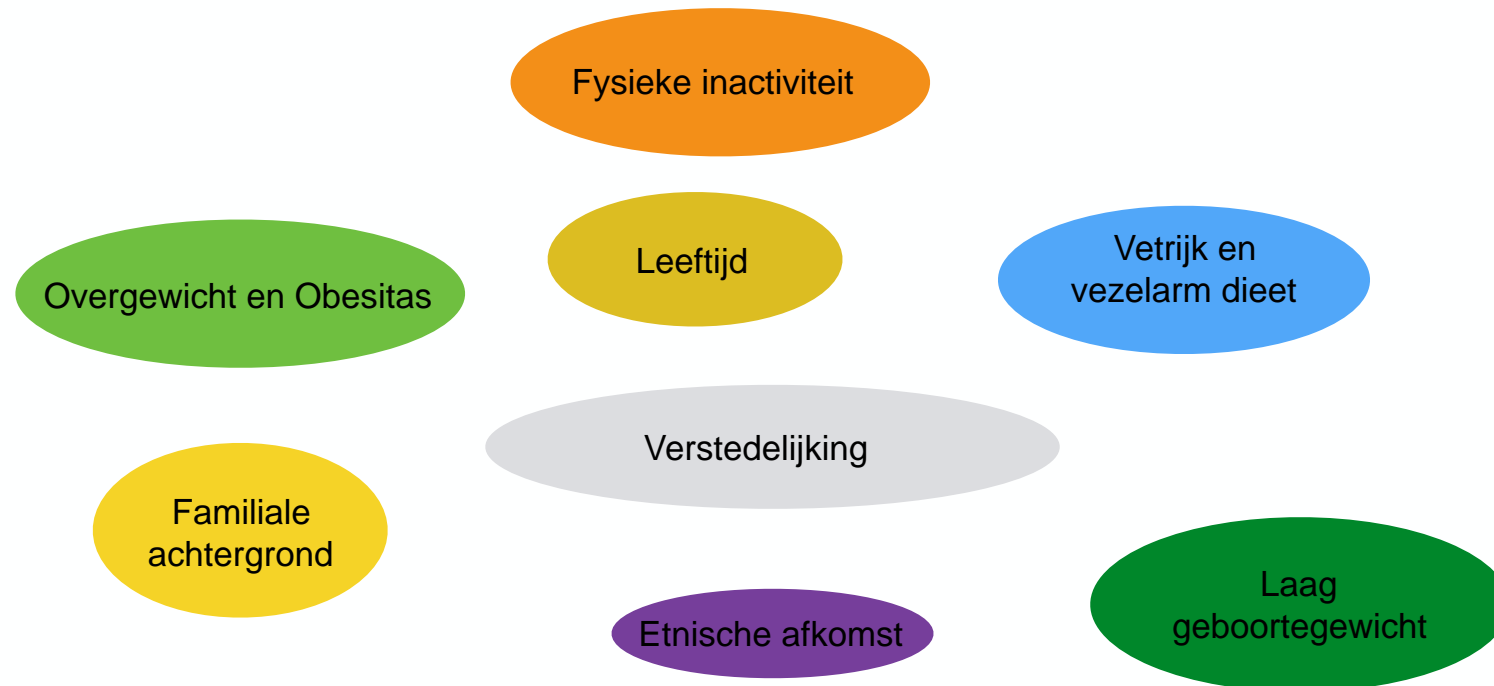 Fysieke inactiviteit
Leeftijd
Vetrijk en
vezelarm dieet
Overgewicht en Obesitas
Verstedelijking
Familiale
achtergrond
Laag
geboortegewicht
Etnische afkomst